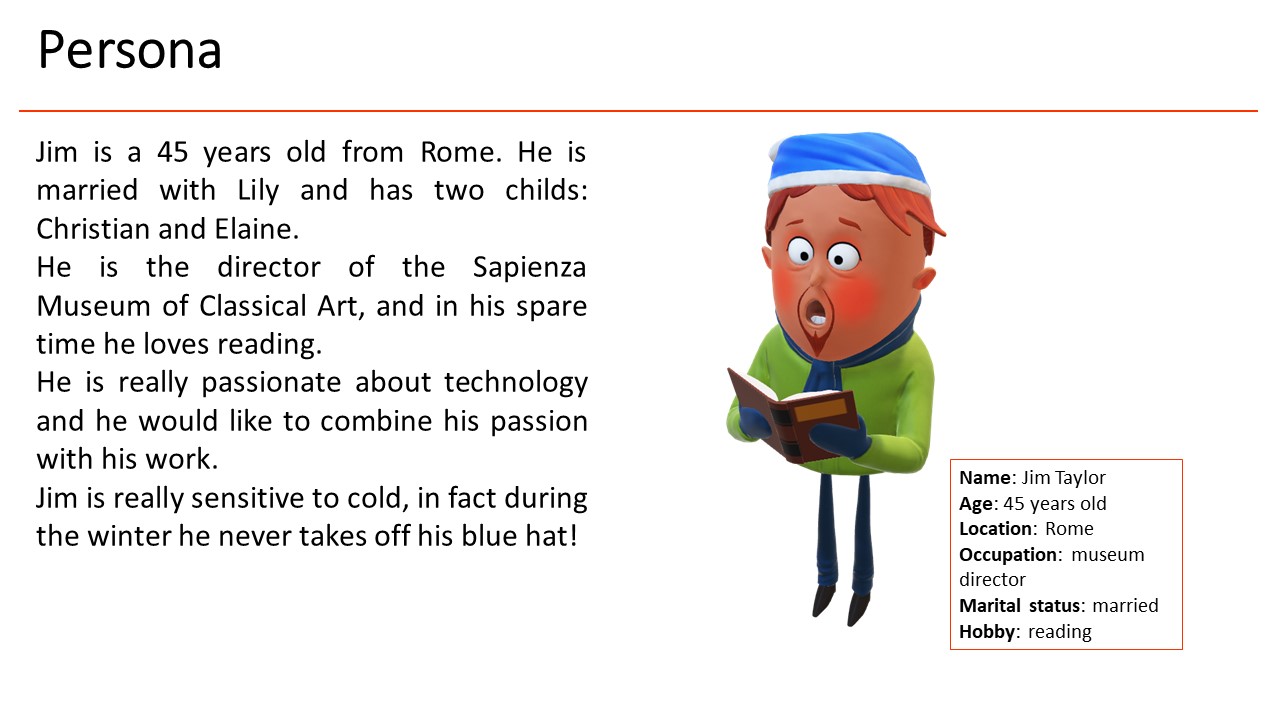 Persona
Jim is a 45 years old from Rome. He is
married with Lily and has two childs:
Christian and Elaine.
He is the director of the Sapienza
Museum of Classical Art, and in his spare
time he loves reading.
He is really passionate about technology
and he would like to combine his passion
with his work.
Jim is really sensitive to cold, in fact during
the winter he never takes off his blue hat!
Name: Jim Taylor
Age: 45 years old
Location: Rome
Occupation: museum
director
Marital status: married
Hobby: reading